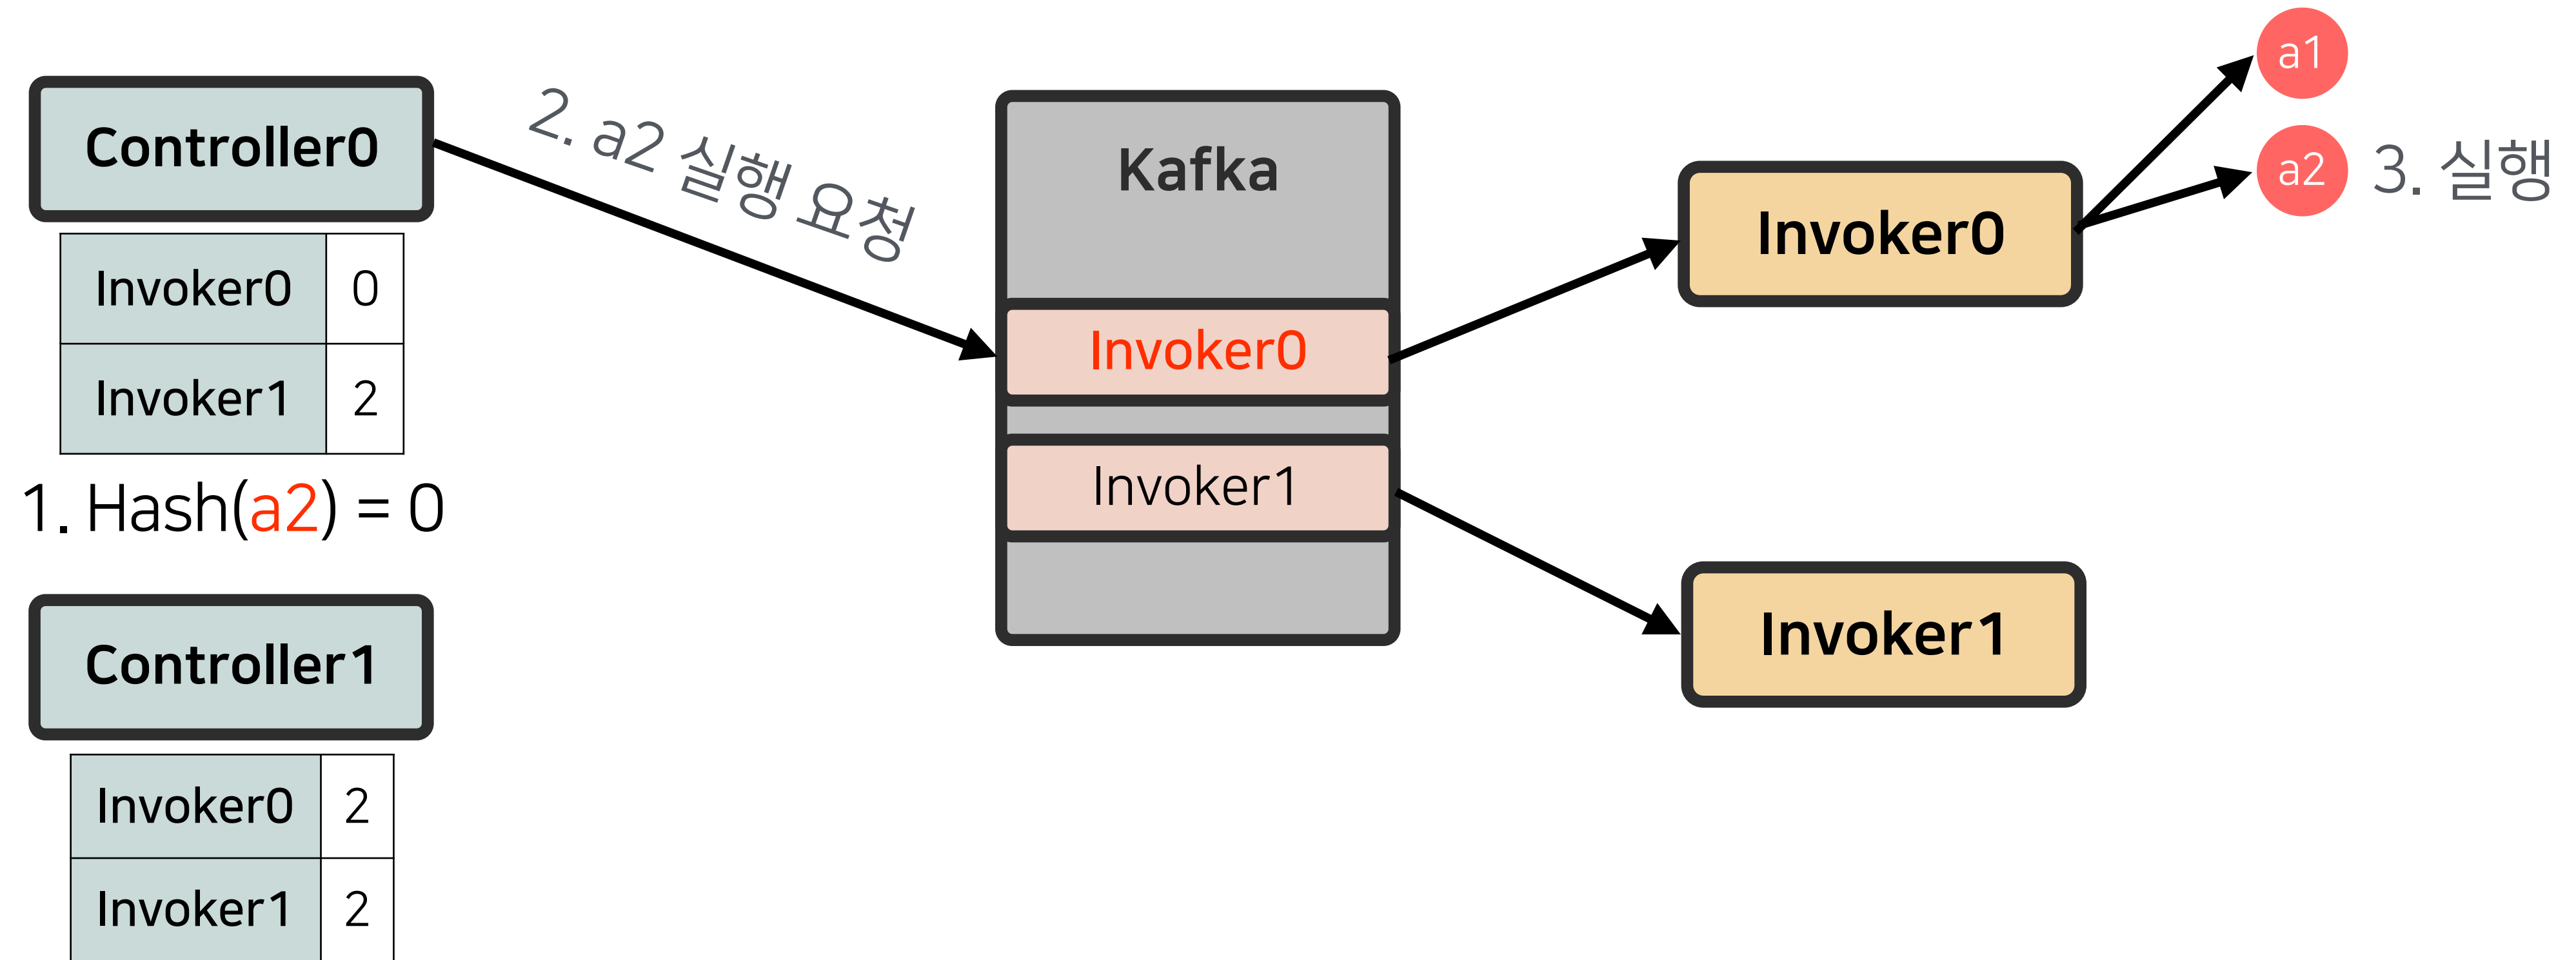 Controller0
Invoker0 0
Invoker1 2
1. Hash(a2) = 0
Controller1
Invoker0 2
Invoker1 2
2. a2 실행 요청
Kafka
Invoker0
Invoker1
Invoker0
Invoker1
a1
a2
3. 실행